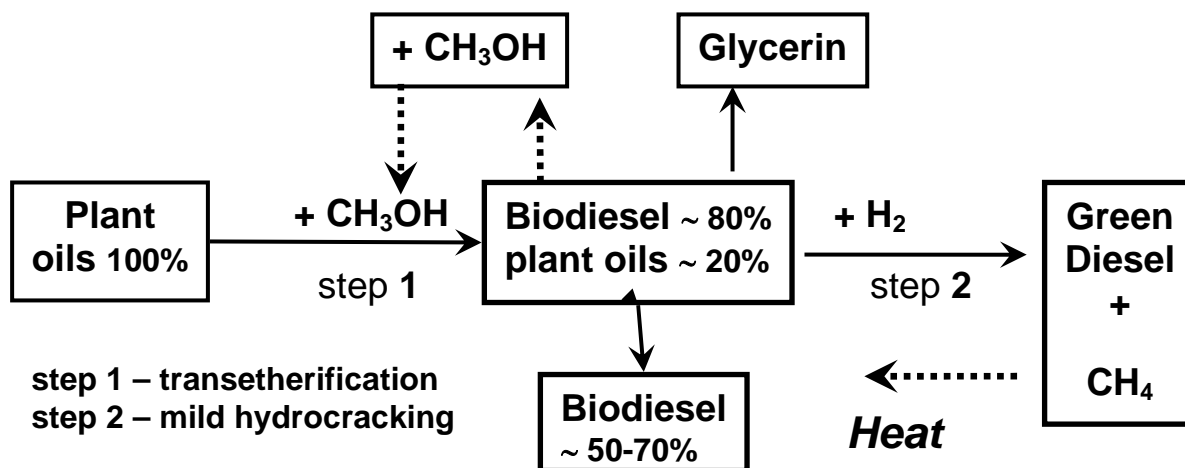 + CH₃OH
Glycerin
Plant
oils 100%
+ CH₃OH
step 1
Biodiesel ~ 80%
plant oils ~ 20%
+ H₂
step 2
Green
Diesel
+
CH₄
step 1 – transetherification
step 2 – mild hydrocracking
Biodiesel
~ 50-70%
Heat